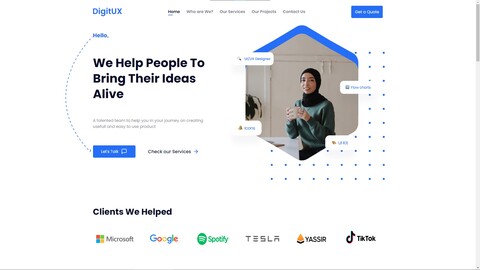 DigitUX
Home Who are We? Our Services Our Projects Contact Us
Get a Quote
Hello,
UI/UX Designer
We Help People To
Bring Their Ideas
Alive
Flow charts
A talented team to help you in your journey on creating
usefull and easy to use product
Icons
UI Kit
Let's Talk
Check our Services
Clients We Helped
Microsoft
Google
Spotify
TESLA
YASSIR
TikTok